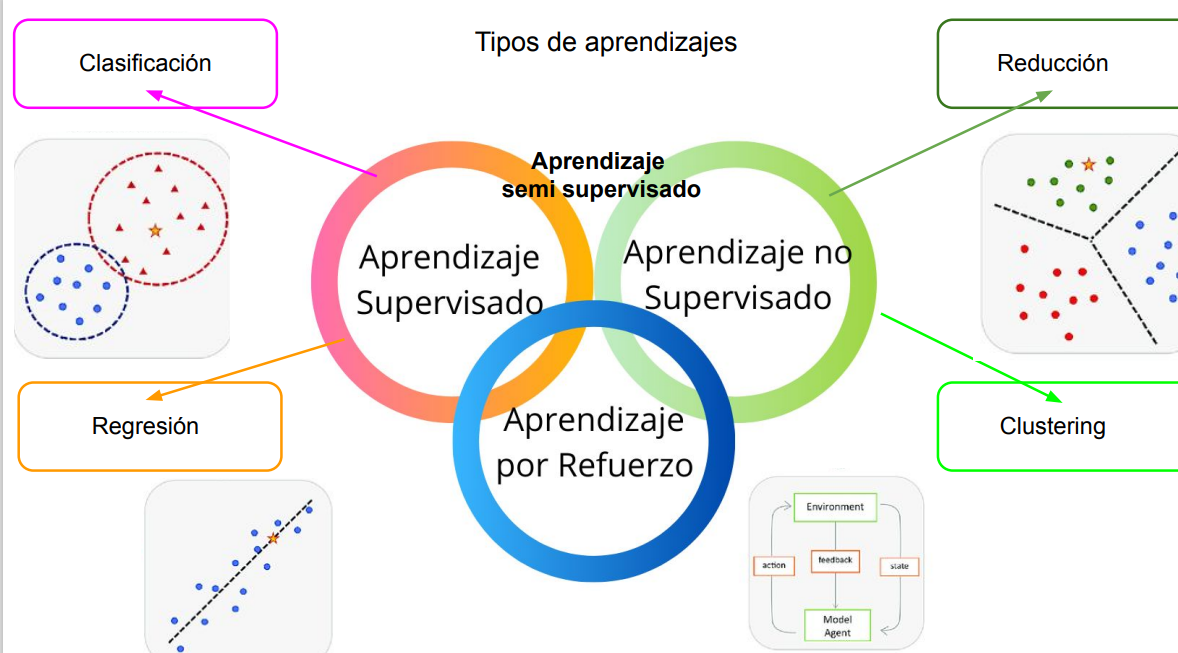 Tipos de aprendizajes
Clasificación
Reducción
Aprendizaje
semi supervisado
Aprendizaje
Supervisado
Aprendizaje no
Supervisado
Regresión
Clustering
Aprendizaje
por Refuerzo
Environment
action
feedback
state
Model
Agent